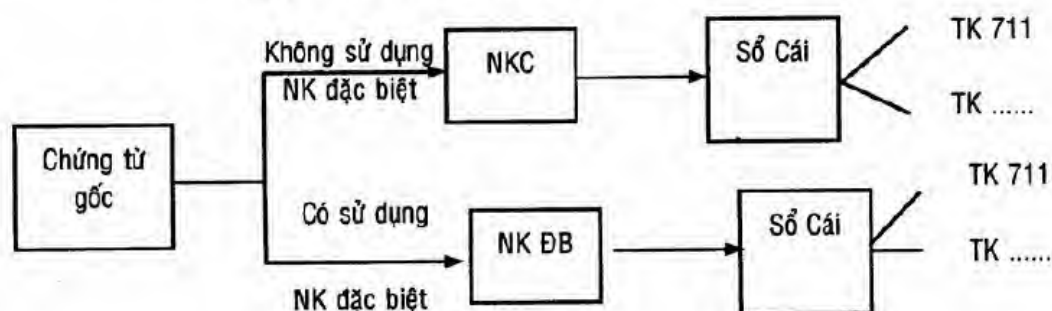 Không sử dụng
NK đặc biệt
NKC
Sổ Cái
TK 711
TK ......
Chứng từ
gốc
Có sử dụng
NK đặc biệt
NK ĐB
Sổ Cái
TK 711
TK ......